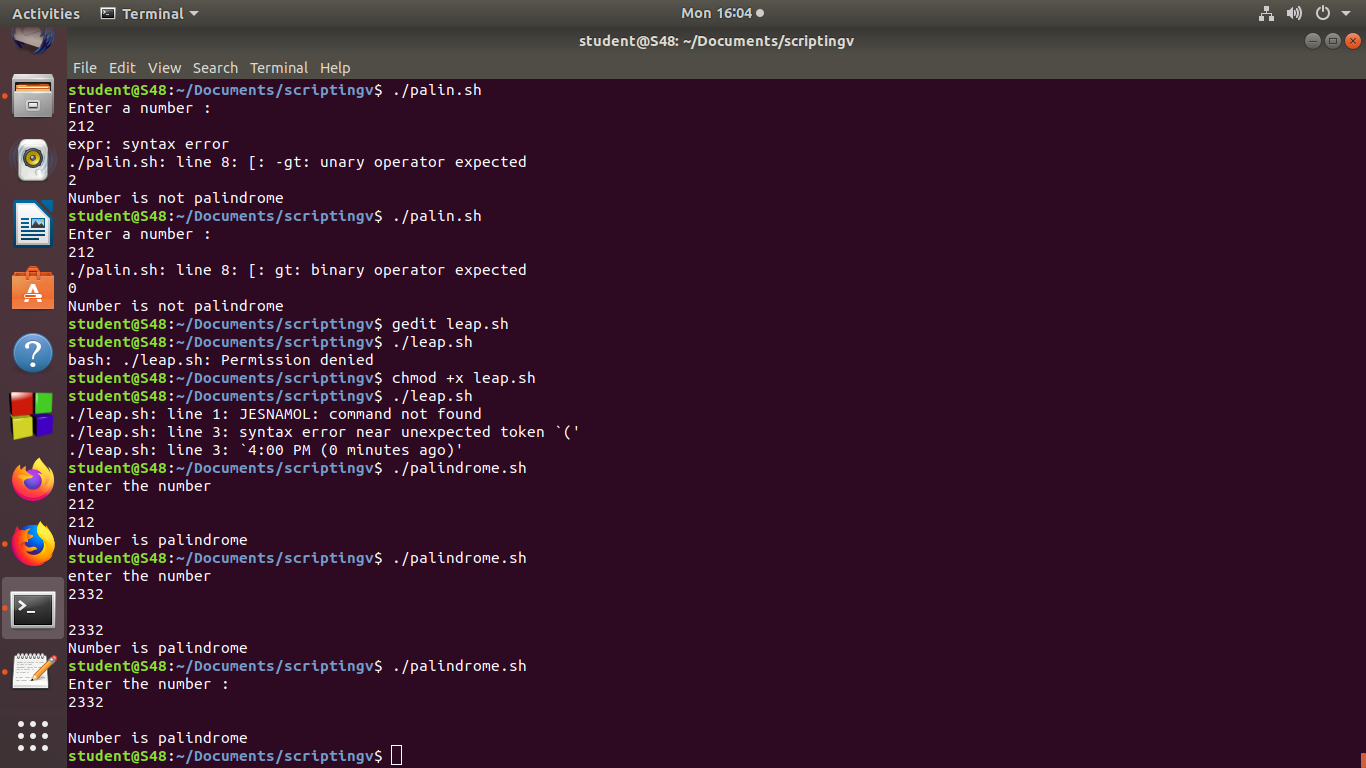 Activities Terminal Mon 16:04
student@S48: ~/Documents/scriptingv
File Edit View Search Terminal Help
student@S48:~/Documents/scriptingv$ ./palin.sh
Enter a number :
212
expr: syntax error
./palin.sh: line 8: [: -gt: unary operator expected
2
Number is not palindrome
student@S48:~/Documents/scriptingv$ ./palin.sh
Enter a number :
212
./palin.sh: line 8: [: gt: binary operator expected
0
Number is not palindrome
student@S48:~/Documents/scriptingv$ gedit leap.sh
student@S48:~/Documents/scriptingv$ ./leap.sh
bash: ./leap.sh: Permission denied
student@S48:~/Documents/scriptingv$ chmod +x leap.sh
student@S48:~/Documents/scriptingv$ ./leap.sh
./leap.sh: line 1: JESNAMOL: command not found
./leap.sh: line 3: syntax error near unexpected token `('
./leap.sh: line 3: `4:00 PM (0 minutes ago)'
student@S48:~/Documents/scriptingv$ ./palindrome.sh
enter the number
212
212
Number is palindrome
student@S48:~/Documents/scriptingv$ ./palindrome.sh
enter the number
2332

2332
Number is palindrome
student@S48:~/Documents/scriptingv$ ./palindrome.sh
Enter the number :
2332

Number is palindrome
student@S48:~/Documents/scriptingv$